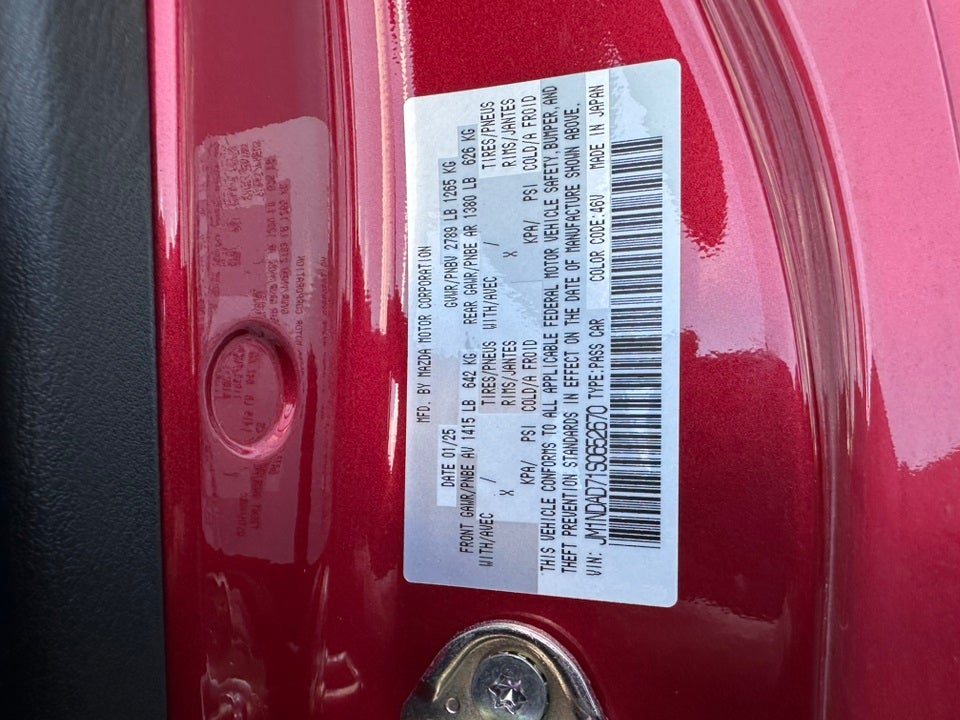 MFD. BY MAZDA MOTOR CORPORATION
DATE 01/25 GVWR/PNBV 2789 LB 1265 KG
FRONT GAWR/PNBE AV 1415 LB 642 KG REAR GAWR/PNBE AR 1380 LB 626 KG
WITH/AVEC / TIRES/PNEUS WITH/AVEC / TIRES/PNEUS
X RIMS/JANTES X RIMS/JANTES
KPA/ PSI COLD/A FROID KPA/ PSI COLD/A FROID
THIS VEHICLE CONFORMS TO ALL APPLICABLE FEDERAL MOTOR VEHICLE SAFETY, BUMPER, AND
THEFT PREVENTION STANDARDS IN EFFECT ON THE DATE OF MANUFACTURE SHOWN ABOVE.
VIN: JM1NDAD71S0652670 TYPE:PASS CAR COLOR CODE:46V MADE IN JAPAN